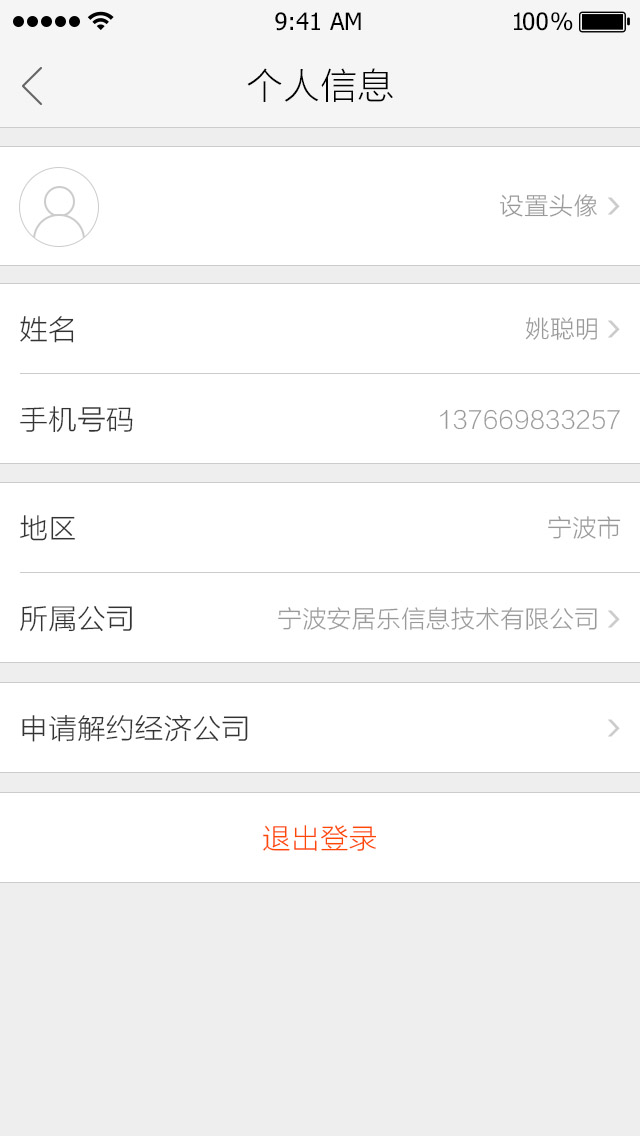 9:41 AM 100%
个人信息
设置头像
姓名 姚聪明
手机号码 137669833257
地区 宁波市
所属公司 宁波安居乐信息技术有限公司
申请解约经济公司
退出登录